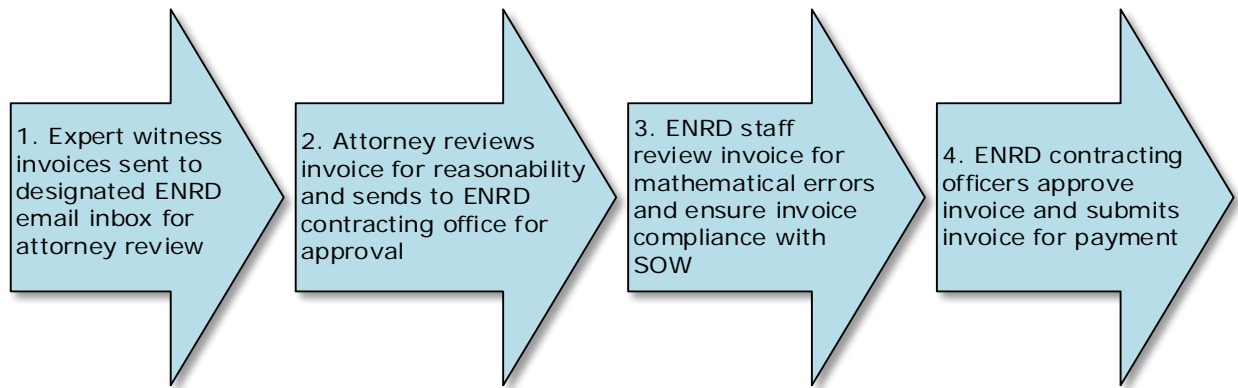 1. Expert witness
invoices sent to
designated ENRD
email inbox for
attorney review
2. Attorney reviews
invoice for reasonability
and sends to ENRD
contracting office for
approval
3. ENRD staff
review invoice for
mathematical errors
and ensure invoice
compliance with
SOW
4. ENRD contracting
officers approve
invoice and submits
invoice for payment